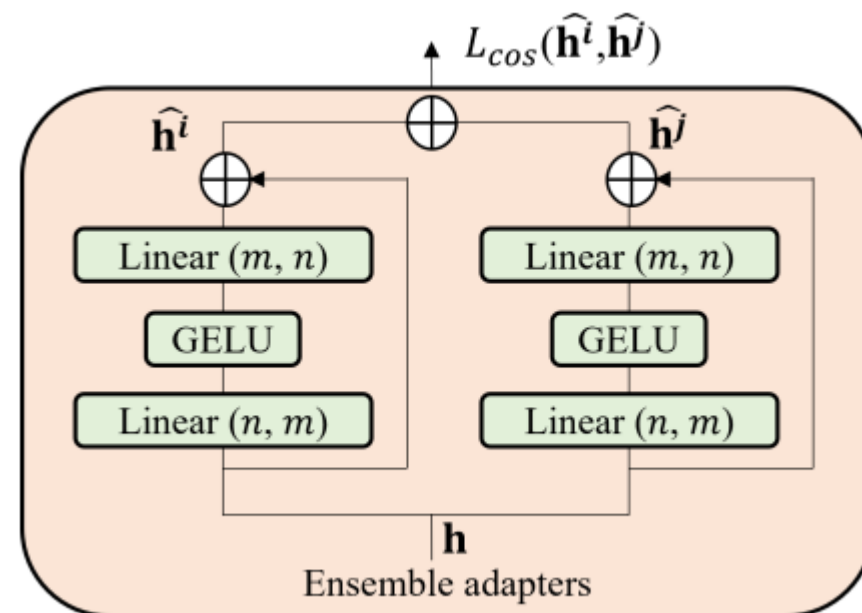 L_cos(ĥ^i,ĥ^j)
ĥ^i
ĥ^j
Linear (m, n)
Linear (m, n)
GELU
GELU
Linear (n, m)
Linear (n, m)
h
Ensemble adapters